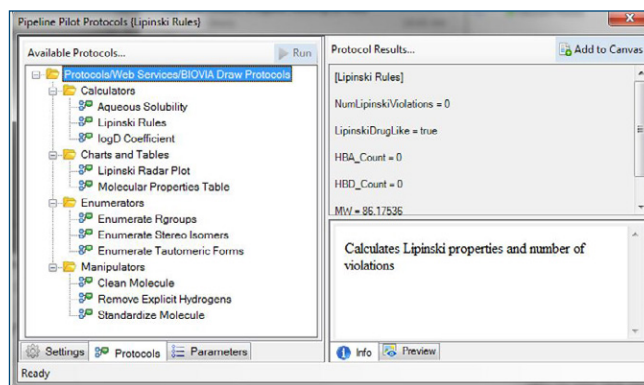 Pipeline Pilot Protocols {Lipinski Rules}
Available Protocols...
Run
Protocols/Web Services/BIOVIA Draw Protocols
Calculators
Aqueous Solubility
Lipinski Rules
logD Coefficient
Charts and Tables
Lipinski Radar Plot
Molecular Properties Table
Enumerators
Enumerate Rgroups
Enumerate Stereo Isomers
Enumerate Tautomeric Forms
Manipulators
Clean Molecule
Remove Explicit Hydrogens
Standardize Molecule
Settings
Protocols
Parameters
Protocol Results...
Add to Canvas
[Lipinski Rules]
NumLipinskiViolations = 0
LipinskiDrugLike = true
HBA_Count = 0
HBD_Count = 0
MW = 86.17536
Calculates Lipinski properties and number of
violations
Info
Preview
Ready